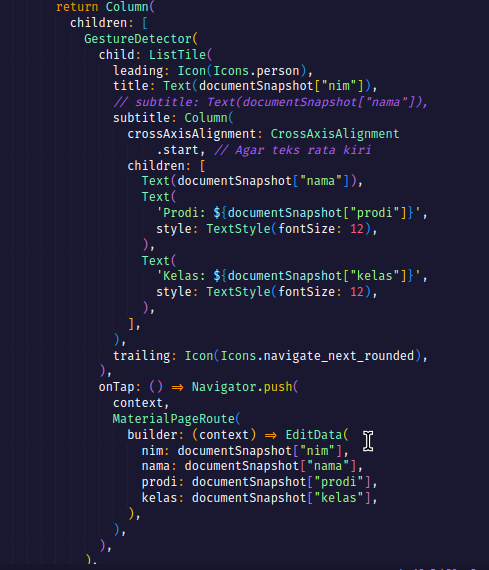 return Column(
children: [
GestureDetector(
child: ListTile(
leading: Icon(Icons.person),
title: Text(documentSnapshot["nim"]),
// subtitle: Text(documentSnapshot["nama"]),
subtitle: Column(
crossAxisAlignment: CrossAxisAlignment
.start, // Agar teks rata kiri
children: [
Text(documentSnapshot["nama"]),
Text(
'Prodi: ${documentSnapshot["prodi"]}',
style: TextStyle(fontSize: 12),
),
Text(
'Kelas: ${documentSnapshot["kelas"]}',
style: TextStyle(fontSize: 12),
),
],
),
trailing: Icon(Icons.navigate_next_rounded),
),
onTap: () => Navigator.push(
context,
MaterialPageRoute(
builder: (context) => EditData(
nim: documentSnapshot["nim"],
nama: documentSnapshot["nama"],
prodi: documentSnapshot["prodi"],
kelas: documentSnapshot["kelas"],
),
),
),
),